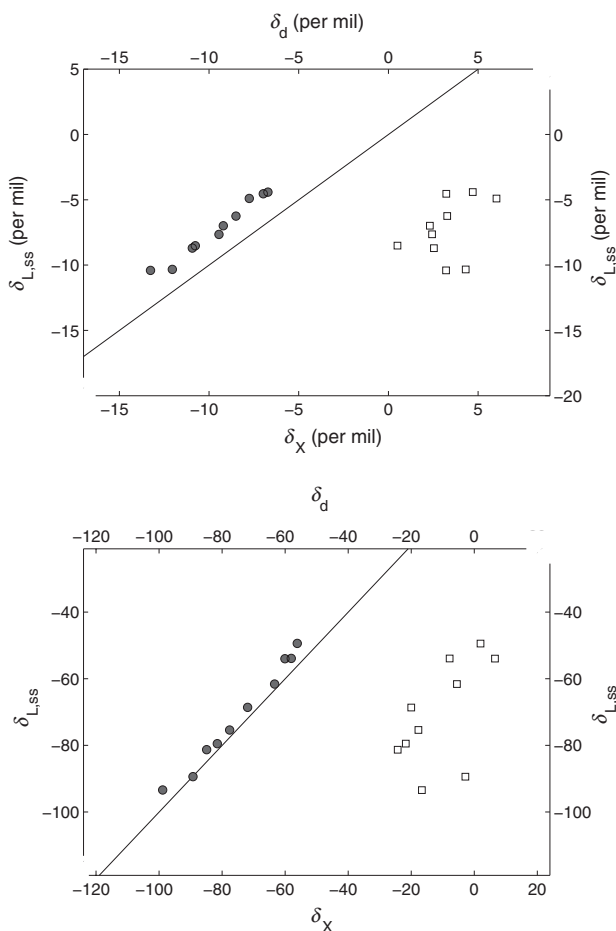 δd (per mil)
−15 −10 −5 0 5
5 5
0 0
−5 −5
−10 −10
−15 −15
−20
δL,ss (per mil)
δL,ss (per mil)
−15 −10 −5 0 5
δX (per mil)
δd
−120 −100 −80 −60 −40 −20 0 20
−40 −40
−60 −60
−80 −80
−100 −100
δL,ss
δL,ss
−120 −100 −80 −60 −40 −20 0 20
δX